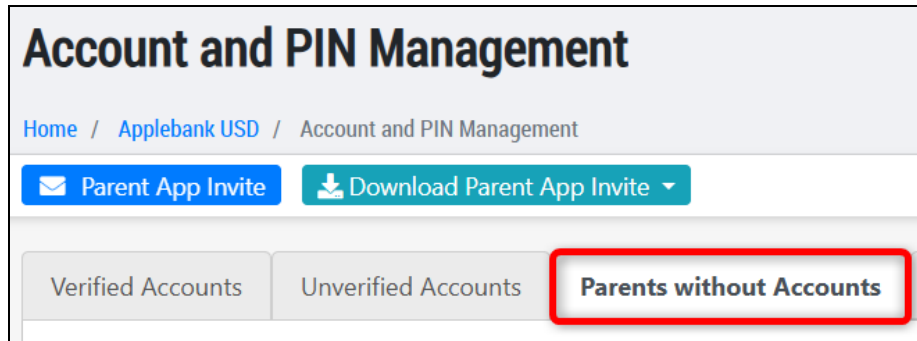 Account and PIN Management
Home / Applebank USD / Account and PIN Management
Parent App Invite Download Parent App Invite
Verified Accounts Unverified Accounts Parents without Accounts